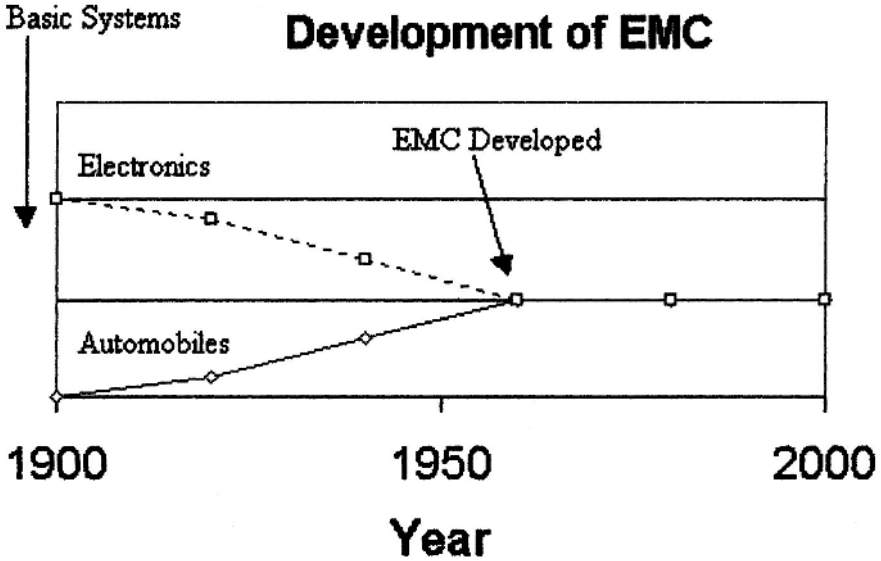 Basic Systems
Development of EMC
EMC Developed
Electronics
Automobiles
1900 1950 2000
Year